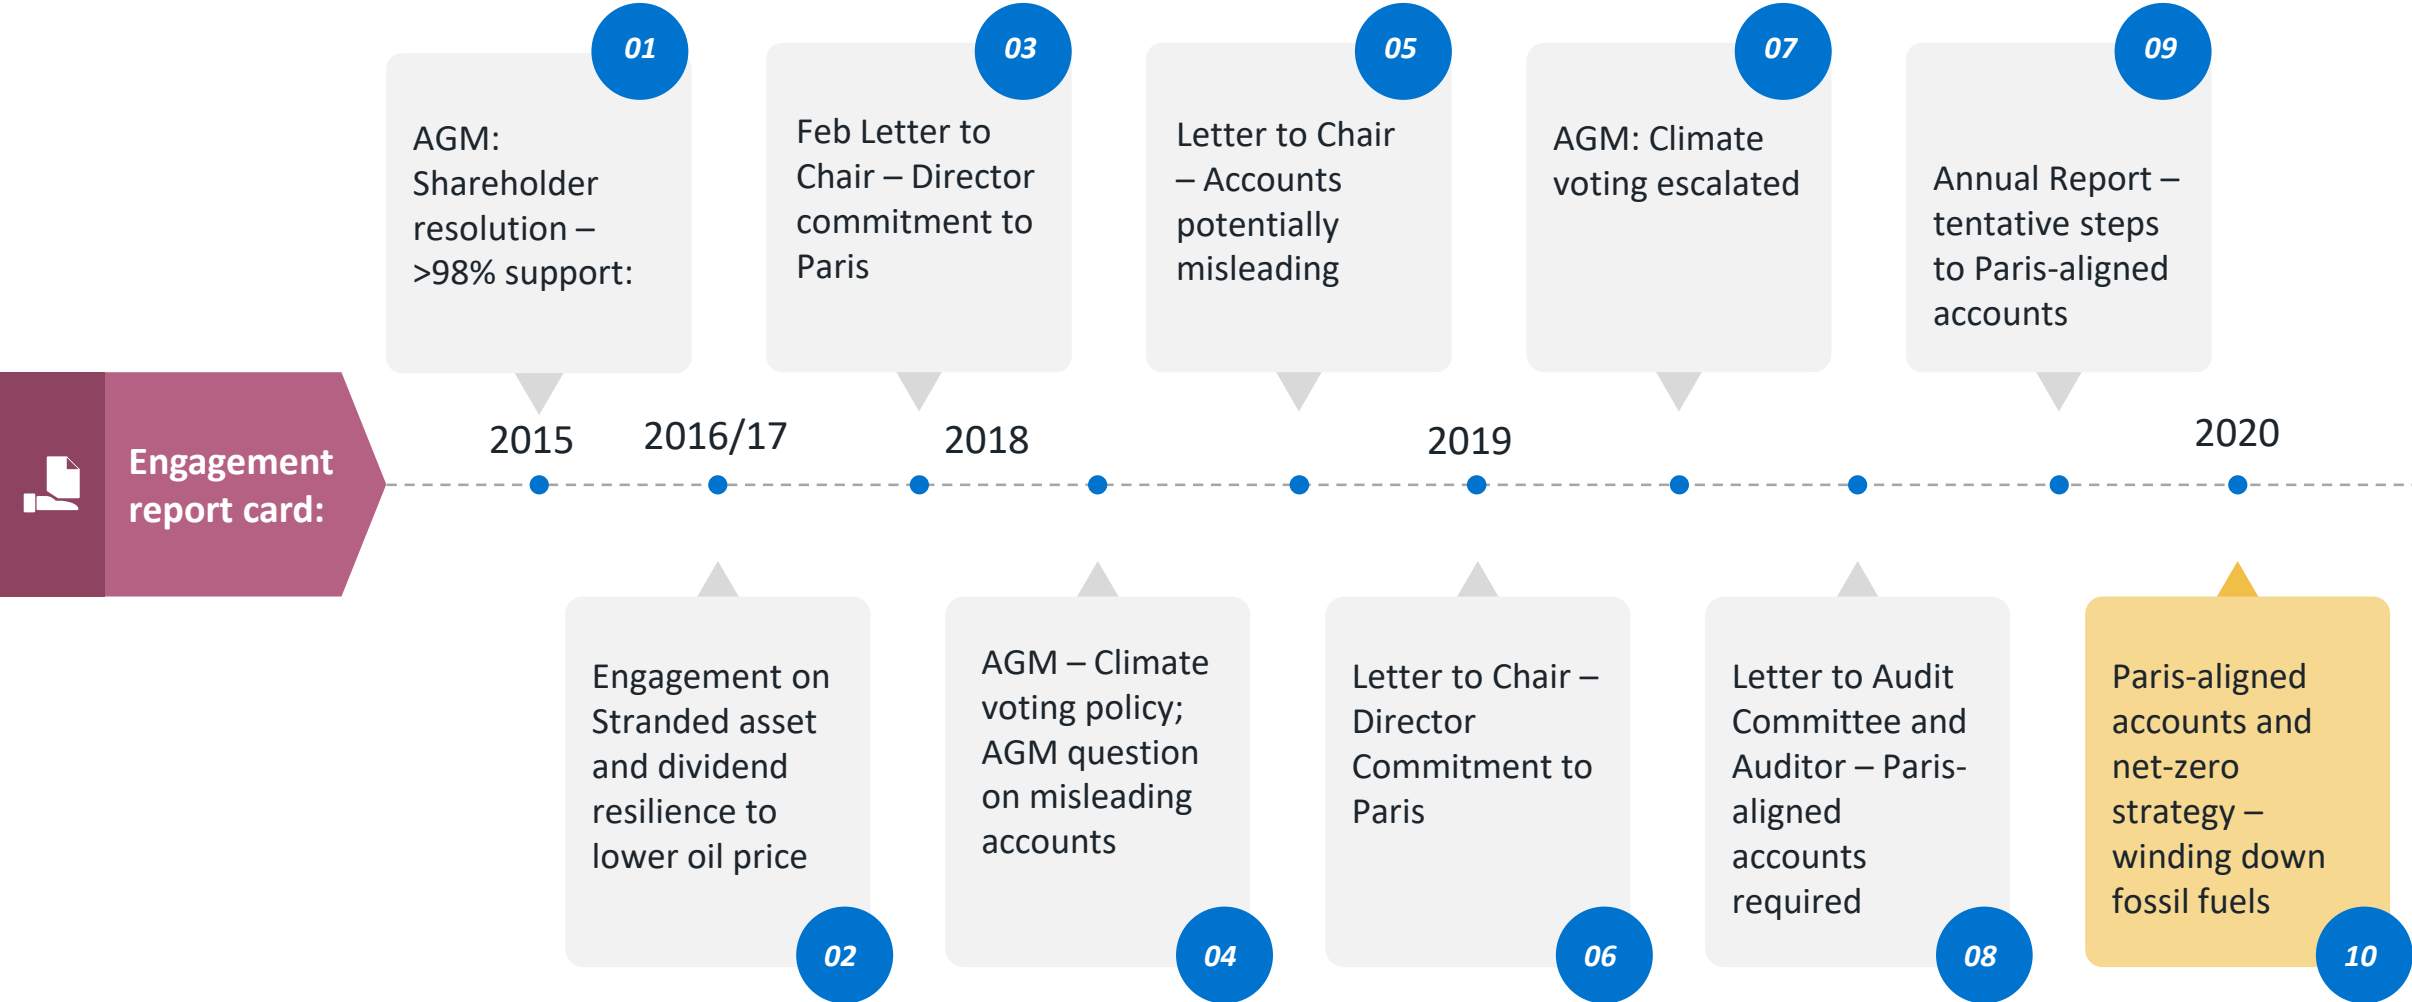 Engagement
report card:
01
AGM:
Shareholder
resolution –
>98% support:
03
Feb Letter to
Chair – Director
commitment to
Paris
05
Letter to Chair
– Accounts
potentially
misleading
07
AGM: Climate
voting escalated
09
Annual Report –
tentative steps
to Paris-aligned
accounts
2015
2016/17
2018
2019
2020
Engagement on
Stranded asset
and dividend
resilience to
lower oil price
02
AGM – Climate
voting policy;
AGM question
on misleading
accounts
04
Letter to Chair –
Director
Commitment to
Paris
06
Letter to Audit
Committee and
Auditor – Paris-
aligned
accounts
required
08
Paris-aligned
accounts and
net-zero
strategy –
winding down
fossil fuels
10